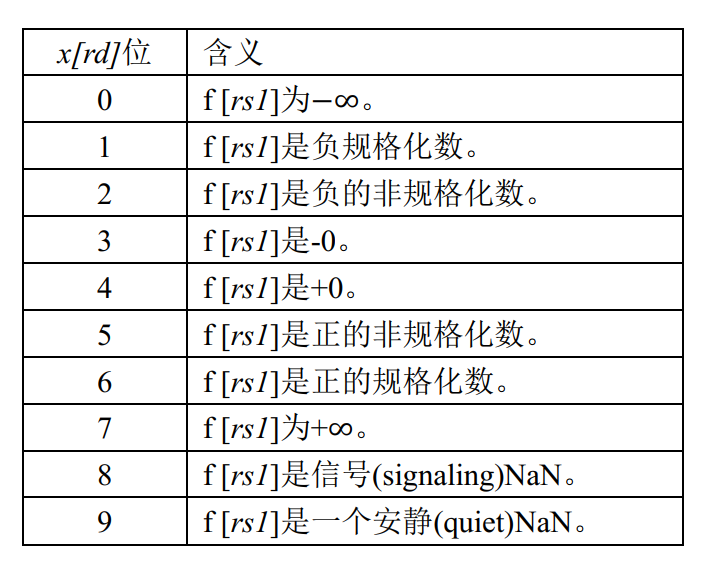 x[rd]位 含义
0 f [rs1]为−∞。
1 f [rs1]是负规格化数。
2 f [rs1]是负的非规格化数。
3 f [rs1]是-0。
4 f [rs1]是+0。
5 f [rs1]是正的非规格化数。
6 f [rs1]是正的规格化数。
7 f [rs1]为+∞。
8 f [rs1]是信号(signaling)NaN。
9 f [rs1]是一个安静(quiet)NaN。